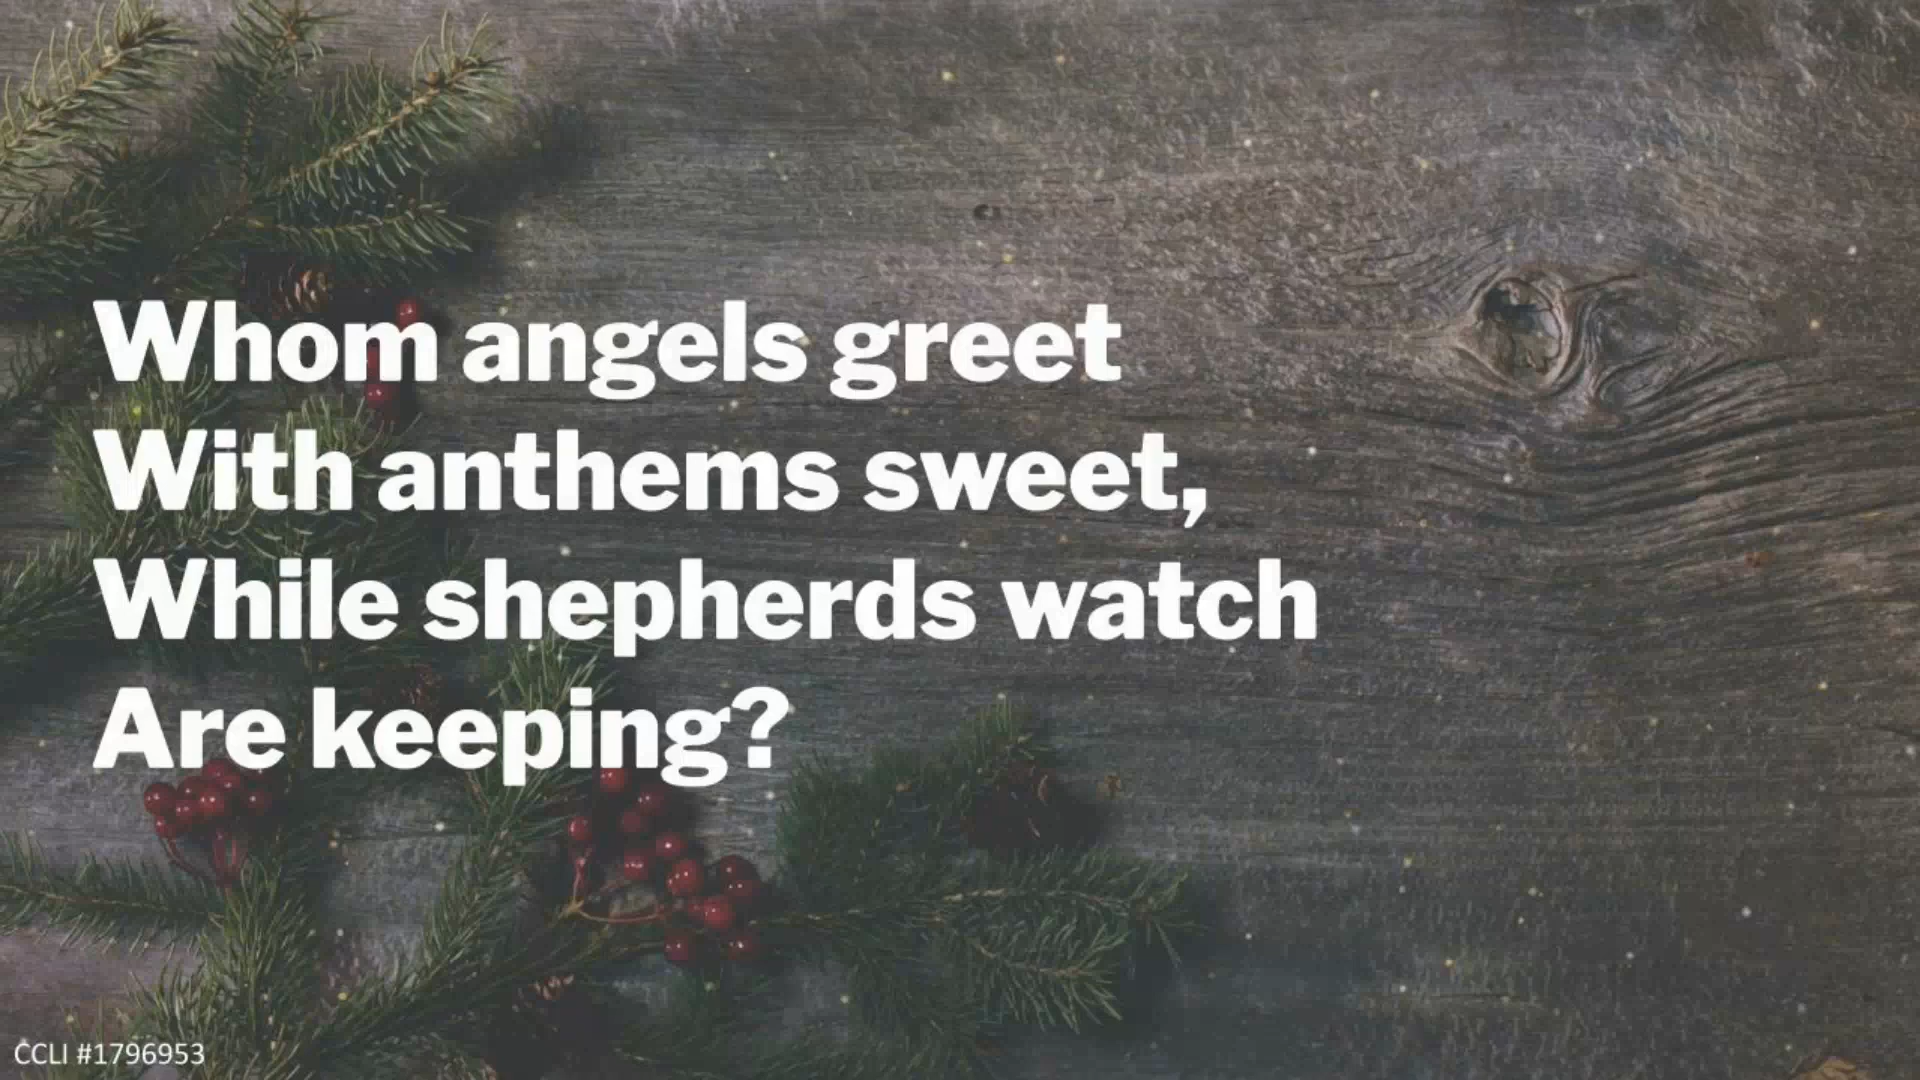 Whom angels greet
With anthems sweet,
While shepherds watch
Are keeping?
CCLI #1796953